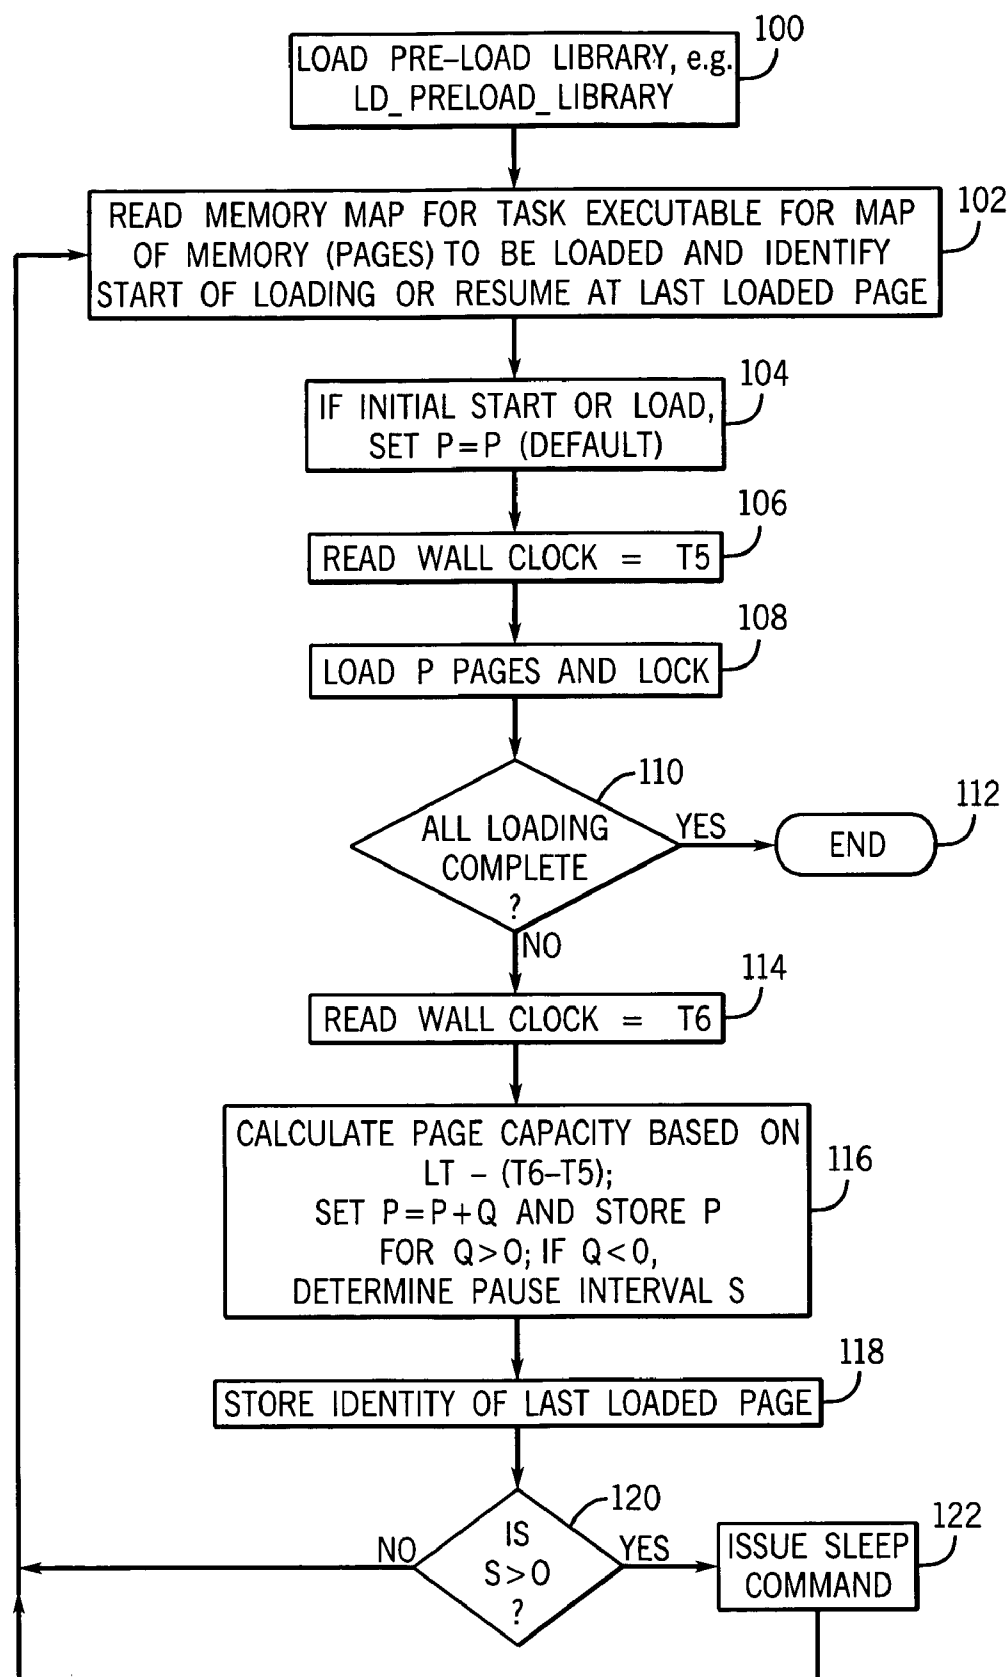 100
LOAD PRE-LOAD LIBRARY, e.g.
LD_PRELOAD_LIBRARY
102
READ MEMORY MAP FOR TASK EXECUTABLE FOR MAP
OF MEMORY (PAGES) TO BE LOADED AND IDENTIFY
START OF LOADING OR RESUME AT LAST LOADED PAGE
104
IF INITIAL START OR LOAD,
SET P=P (DEFAULT)
106
READ WALL CLOCK = T5
108
LOAD P PAGES AND LOCK
110
ALL LOADING
COMPLETE
?
YES
112
END
NO
114
READ WALL CLOCK = T6
116
CALCULATE PAGE CAPACITY BASED ON
LT - (T6-T5);
SET P=P+Q AND STORE P
FOR Q>0; IF Q<0,
DETERMINE PAUSE INTERVAL S
118
STORE IDENTITY OF LAST LOADED PAGE
120
IS
S>0
?
NO
YES
122
ISSUE SLEEP
COMMAND